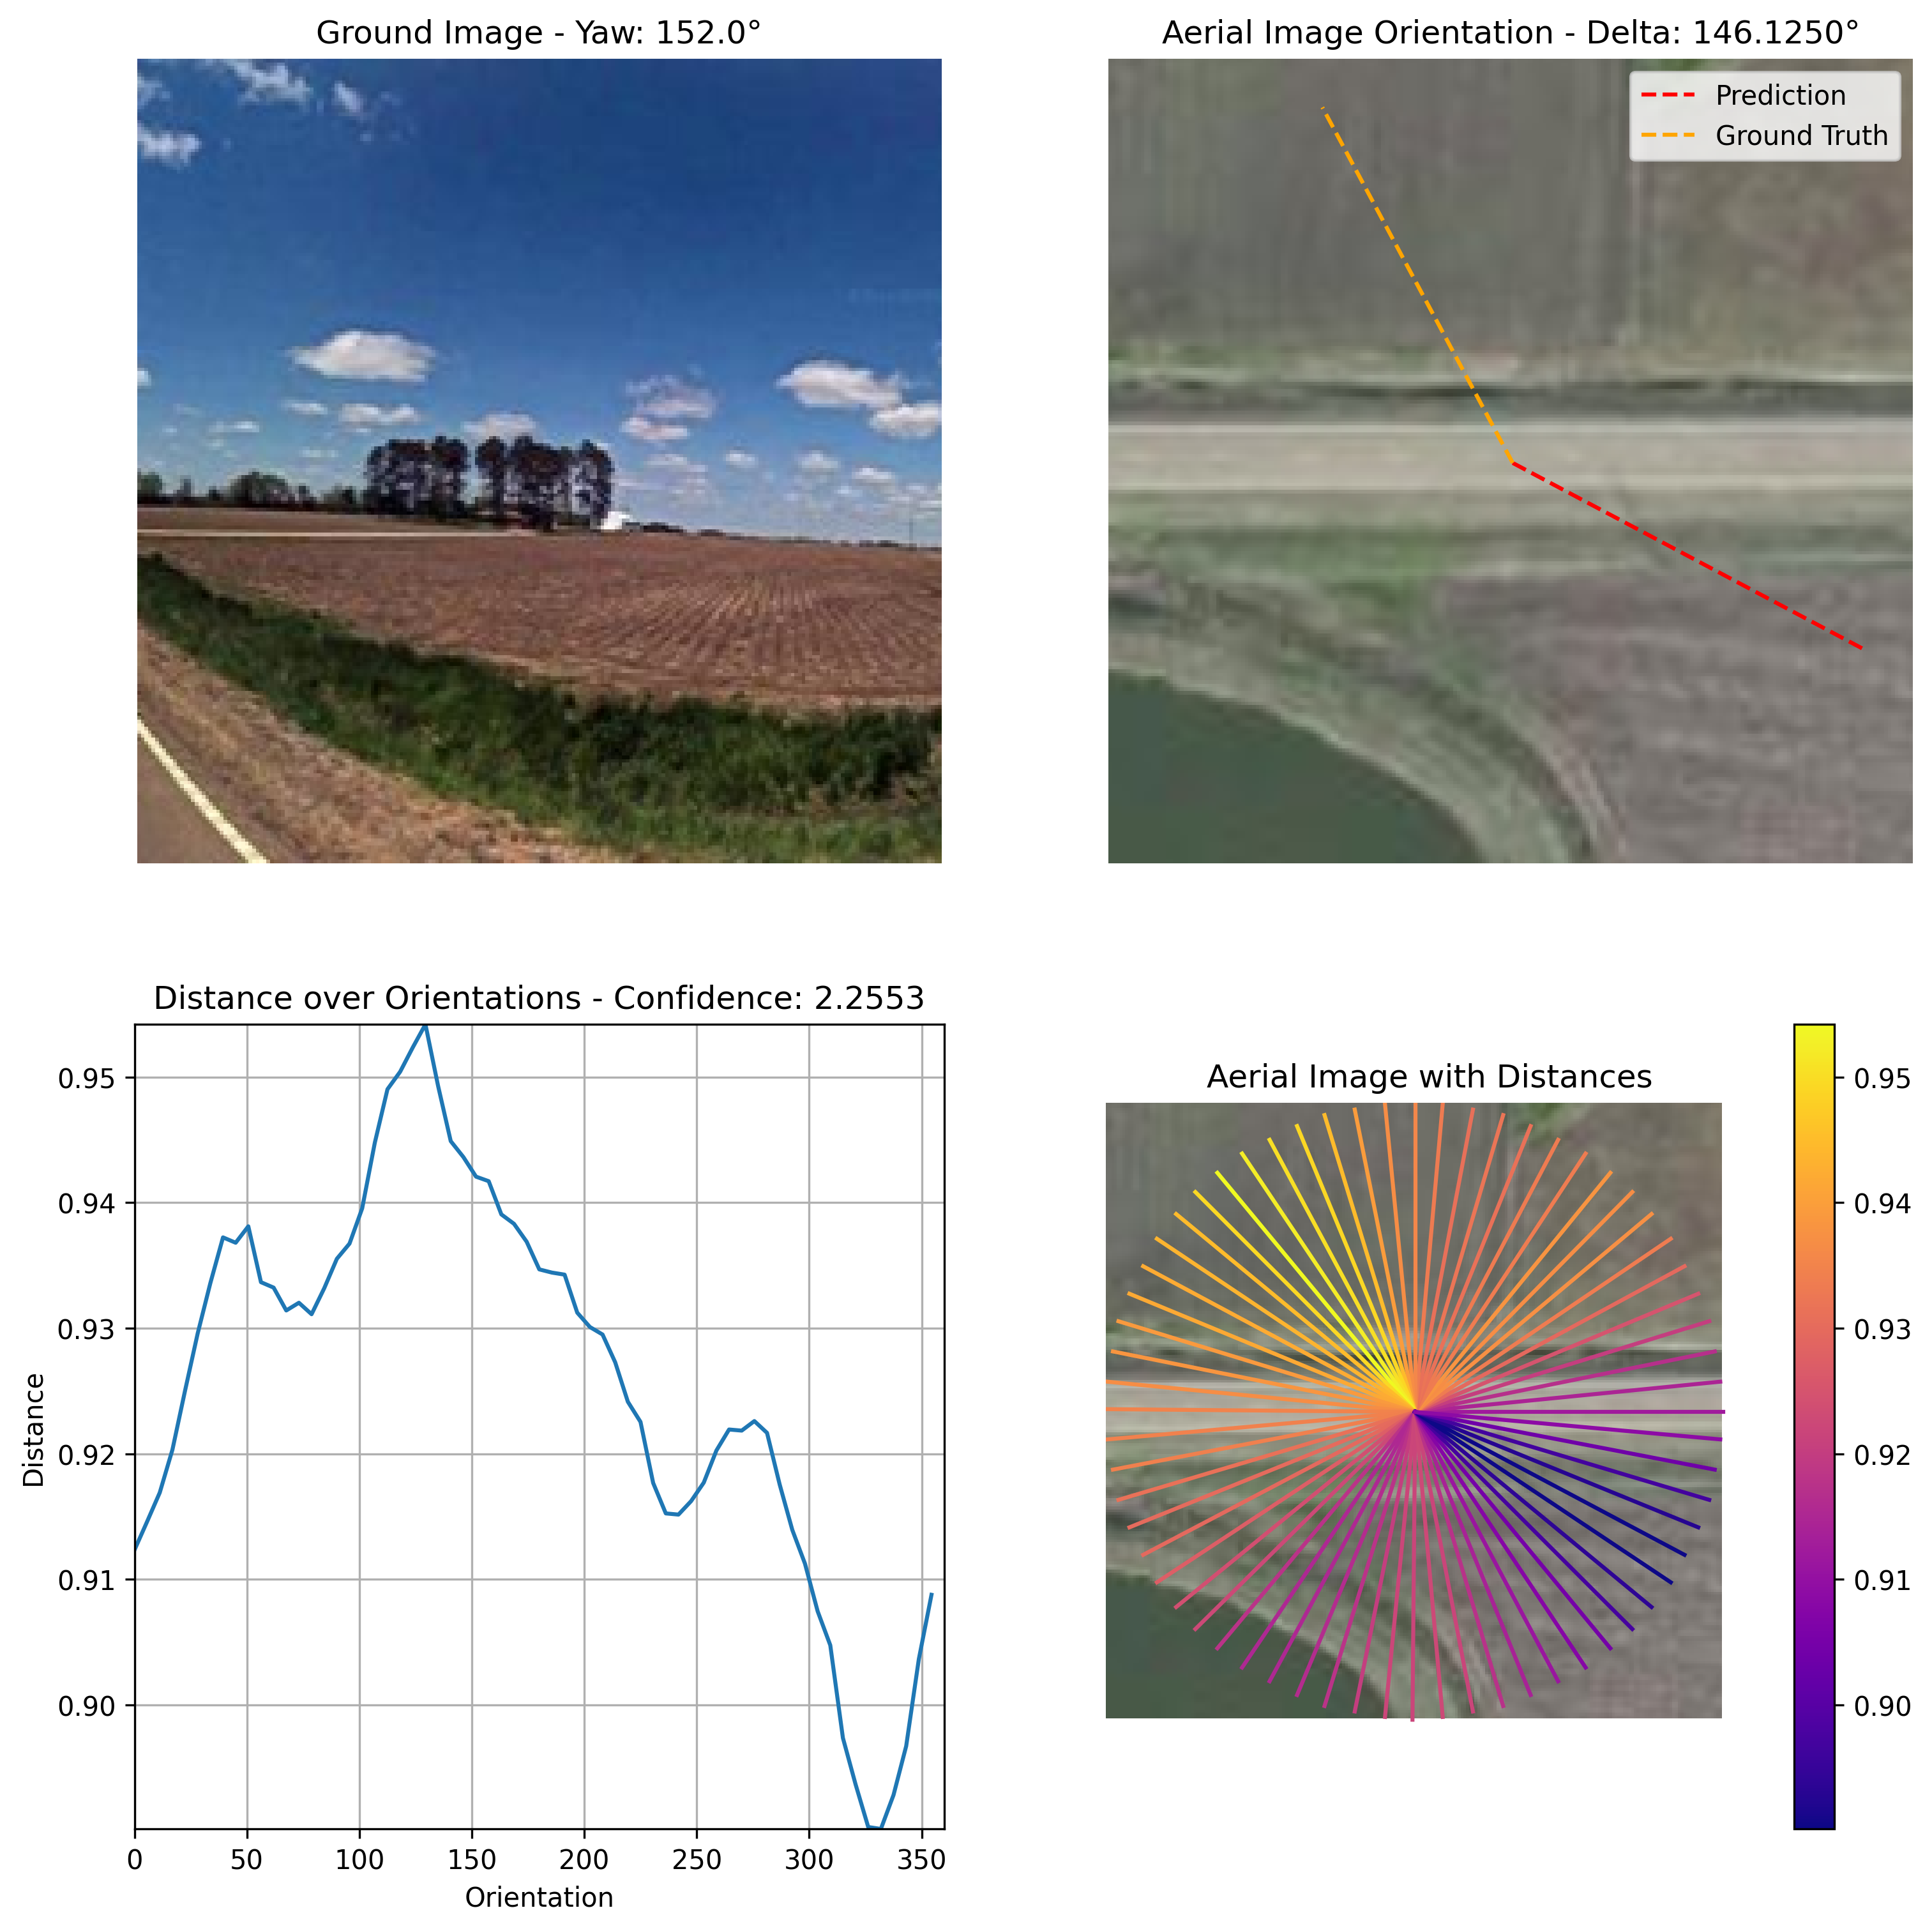 Ground Image - Yaw: 152.0°
Aerial Image Orientation - Delta: 146.1250°
Prediction
Ground Truth
Distance over Orientations - Confidence: 2.2553
Distance
0.95
0.94
0.93
0.92
0.91
0.90
0 50 100 150 200 250 300 350
Orientation
Aerial Image with Distances
0.95
0.94
0.93
0.92
0.91
0.90